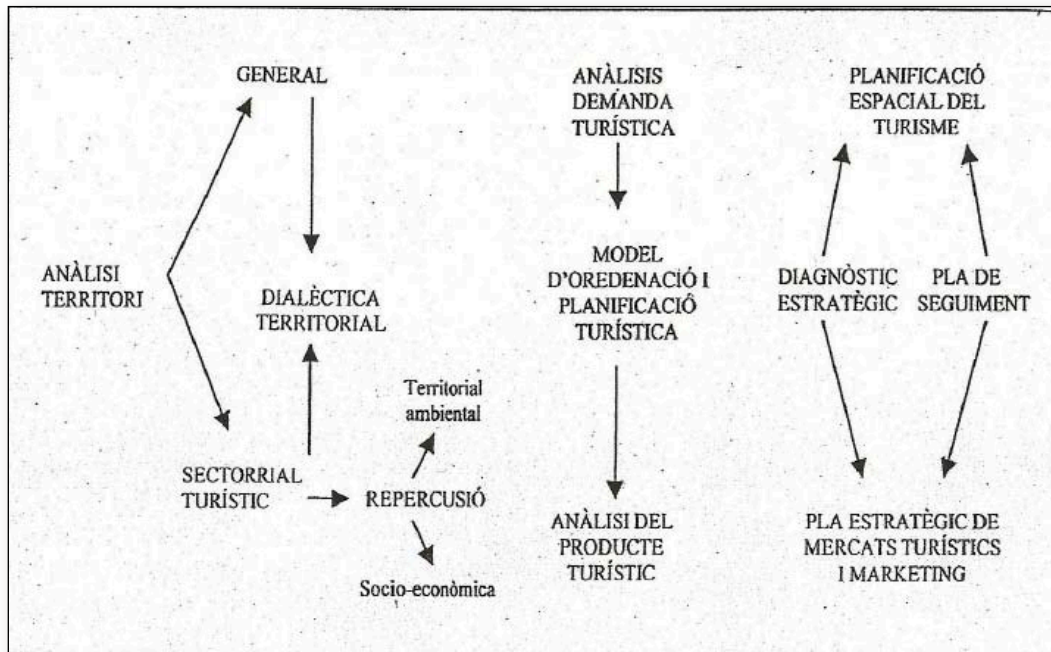 GENERAL
ANÀLISI
TERRITORI
DIALÈCTICA
TERRITORIAL
Territorial
ambiental
SECTORRIAL
TURÍSTIC
REPERCUSIÓ
Socio-econòmica
ANÀLISIS
DEMANDA
TURÍSTICA
MODEL
D'OREDENACIÓ I
PLANIFICACIÓ
TURÍSTICA
ANÀLISI DEL
PRODUCTE
TURÍSTIC
PLANIFICACIÓ
ESPACIAL DEL
TURISME
DIAGNÒSTIC
ESTRATÈGIC
PLA DE
SEGUIMENT
PLA ESTRATÈGIC DE
MERCATS TURÍSTICS
I MARKETING